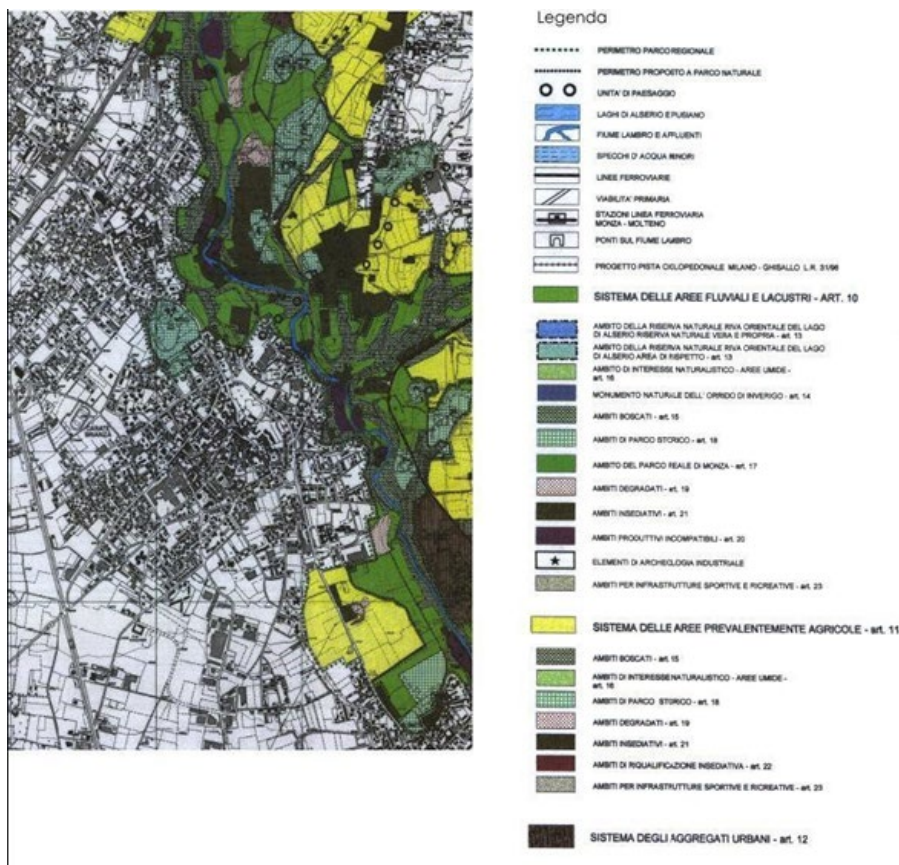 Legenda
PERIMETRO PARCO REGIONALE
PERIMETRO PROPOSTO A PARCO NATURALE
UNITA' DI PAESAGGIO
LAGHI DI ALSERIO E PUSIANO
FIUME LAMBRO E AFFLUENTI
SPECCHI D' ACQUA MINORI
LINEE FERROVIARIE
VIABILITA' PRIMARIA
STAZIONI LINEA FERROVIARIA
MONZA - MOLTENO
PONTI SUL FIUME LAMBRO
PROGETTO PISTA CICLOPEDONALE MILANO - GHISALLO L.R. 31/96
SISTEMA DELLE AREE FLUVIALI E LACUSTRI - ART. 10
AMBITO DELLA RISERVA NATURALE RIVA ORIENTALE DEL LAGO
DI ALSERIO RISERVA NATURALE VERA E PROPRIA - art. 13
AMBITO DELLA RISERVA NATURALE RIVA ORIENTALE DEL LAGO
DI ALSERIO AREA DI RISPETTO - art. 13
AMBITO DI INTERESSE NATURALISTICO - AREE UMIDE -
art. 16
MONUMENTO NATURALE DELL' ORRIDO DI INVERIGO - art. 14
AMBITI BOSCATI - art. 15
AMBITI DI PARCO STORICO - art. 18
AMBITO DEL PARCO REALE DI MONZA - art. 17
AMBITI DEGRADATI - art. 19
AMBITI INSEDIATIVI - art. 21
AMBITI PRODUTTIVI INCOMPATIBILI - art. 20
ELEMENTI DI ARCHEOLOGIA INDUSTRIALE
AMBITI PER INFRASTRUTTURE SPORTIVE E RICREATIVE - art. 23
SISTEMA DELLE AREE PREVALENTEMENTE AGRICOLE - art. 11
AMBITI BOSCATI - art. 15
AMBITI DI INTERESSE NATURALISTICO - AREE UMIDE -
art. 16
AMBITI DI PARCO STORICO - art. 18
AMBITI DEGRADATI - art. 19
AMBITI INSEDIATIVI - art. 21
AMBITI DI RIQUALIFICAZIONE INSEDIATIVA - art. 22
AMBITI PER INFRASTRUTTURE SPORTIVE E RICREATIVE - art. 23
SISTEMA DEGLI AGGREGATI URBANI - art. 12
CARATE
BRIANZA